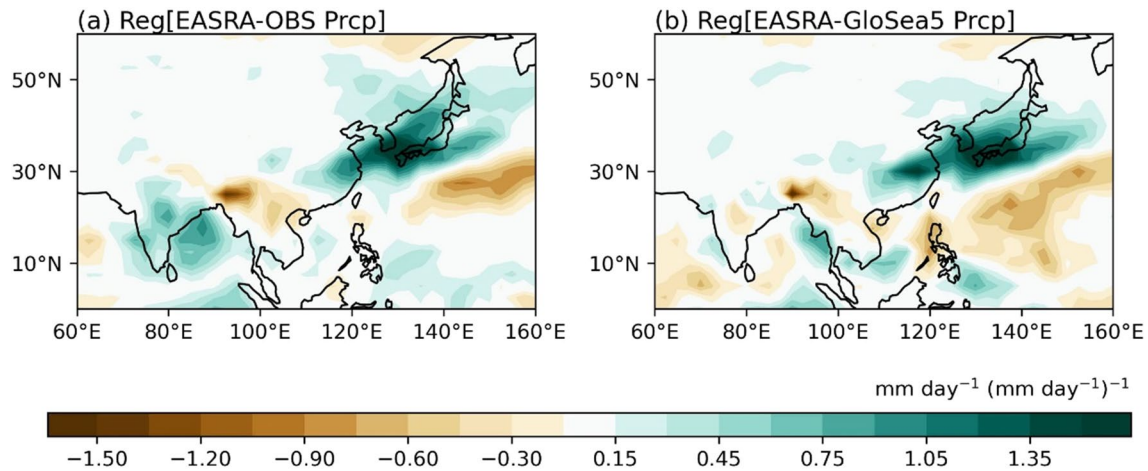 (a) Reg[EASRA-OBS Prcp]
(b) Reg[EASRA-GloSea5 Prcp]
50°N
30°N
10°N
50°N
30°N
10°N
60°E 80°E 100°E 120°E 140°E 160°E
60°E 80°E 100°E 120°E 140°E 160°E
mm day⁻¹ (mm day⁻¹)⁻¹
−1.50 −1.20 −0.90 −0.60 −0.30 0.15 0.45 0.75 1.05 1.35